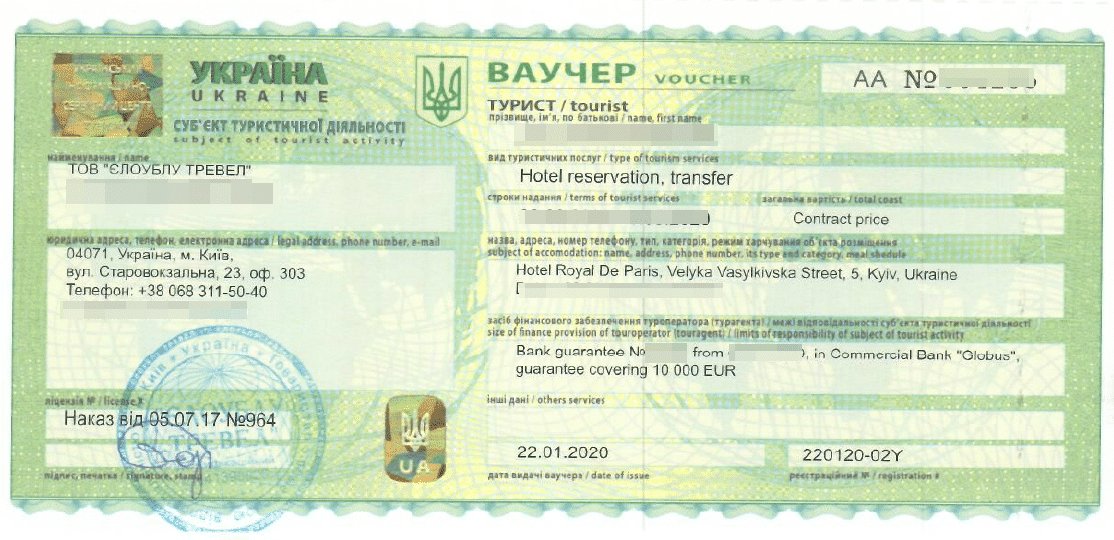 УКРАЇНА
UKRAINE
СУБ'ЄКТ ТУРИСТИЧНОЇ ДІЯЛЬНОСТІ
subject of tourist activity
найменування / name
ТОВ "ЄЛОУБЛУ ТРЕВЕЛ"
юридична адреса, телефон, електронна адреса / legal address, phone number, e-mail
04071, Україна, м. Київ,
вул. Старовокзальна, 23, оф. 303
Телефон: +38 068 311-50-40
ліцензія № / license #
Наказ від 05.07.17 №964
підпис, печатка / signature, stamp
Україна
Київ
UA
ВАУЧЕР VOUCHER
АА №
ТУРИСТ / tourist
прізвище, ім'я, по батькові / name, first name
вид туристичних послуг / type of tourism services
Hotel reservation, transfer
строки надання / terms of tourist services
загальна вартість / total coast
Contract price
назва, адреса, номер телефону, тип, категорія, режим харчування об'єкта розміщення
subject of accomodation: name, address, phone number, its type and category, meal shedule
Hotel Royal De Paris, Velyka Vasylkivska Street, 5, Kyiv, Ukraine
засіб фінансового забезпечення туроператора (турагента) / межі відповідальності суб'єкта туристичної діяльності
size of finance provision of touroperator (touragent) / limits of responsibility of subject of tourist activity
Bank guarantee No from in Commercial Bank "Globus",
guarantee covering 10 000 EUR
інші дані / others services
22.01.2020
220120-02Y
дата видачі ваучера / date of issue
реєстраційний № / registration #